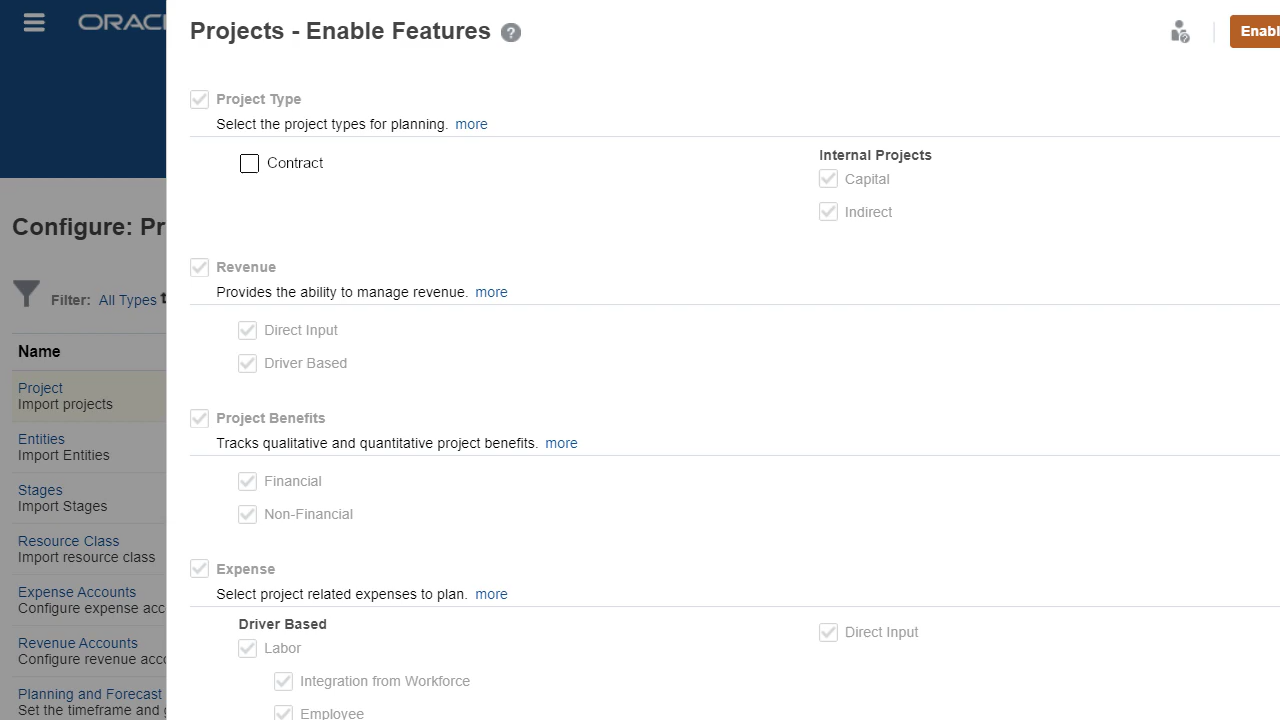 ORAC
Projects - Enable Features ?
Enabl
Project Type
Select the project types for planning. more
Contract
Internal Projects
Capital
Indirect
Revenue
Provides the ability to manage revenue. more
Direct Input
Driver Based
Project Benefits
Tracks qualitative and quantitative project benefits. more
Financial
Non-Financial
Expense
Select project related expenses to plan. more
Driver Based
Labor
Integration from Workforce
Employee
Direct Input
Configure: Pr
Filter: All Types
Name
Project
Import projects
Entities
Import Entities
Stages
Import Stages
Resource Class
Import resource class
Expense Accounts
Configure expense acc
Revenue Accounts
Configure revenue acco
Planning and Forecast
Set the timeframe and g